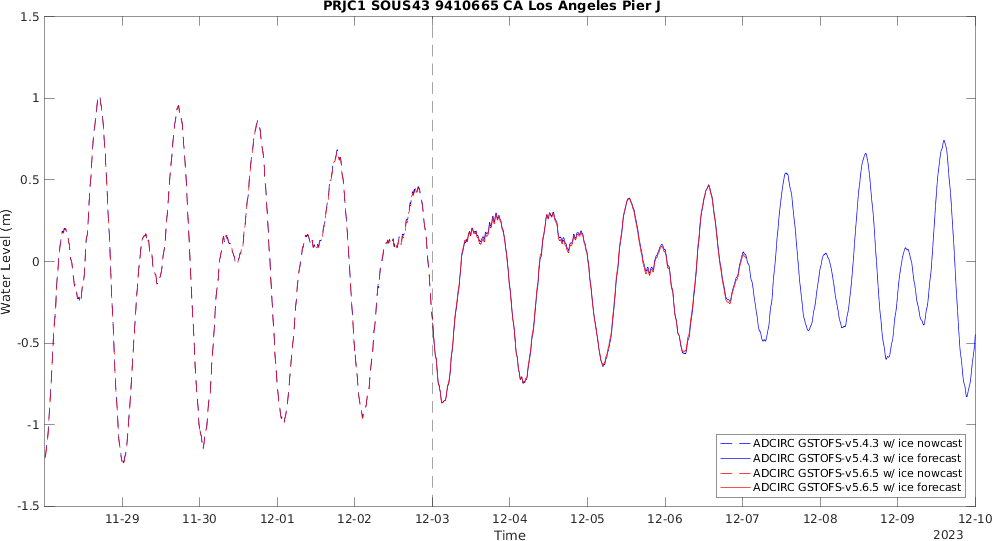 PRJC1 SOUS43 9410665 CA Los Angeles Pier J
1.5
1
0.5
0
-0.5
-1
-1.5
Water Level (m)
ADCIRC GSTOFS-v5.4.3 w/ ice nowcast
ADCIRC GSTOFS-v5.4.3 w/ ice forecast
ADCIRC GSTOFS-v5.6.5 w/ ice nowcast
ADCIRC GSTOFS-v5.6.5 w/ ice forecast
11-29 11-30 12-01 12-02 12-03 12-04 12-05 12-06 12-07 12-08 12-09 12-10
Time
2023